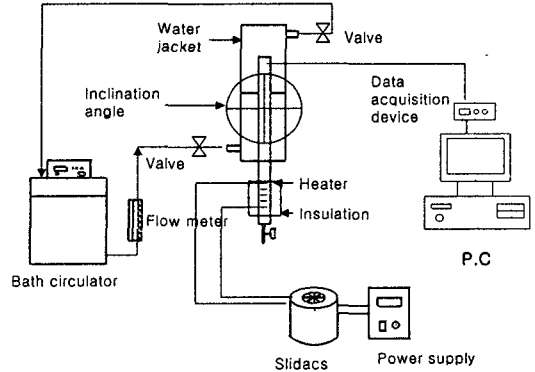 Water
jacket
Valve
Inclination
angle
Data
acquisition
device
Valve
Heater
Flow meter
Insulation
P.C
Bath circulator
Slidacs
Power supply